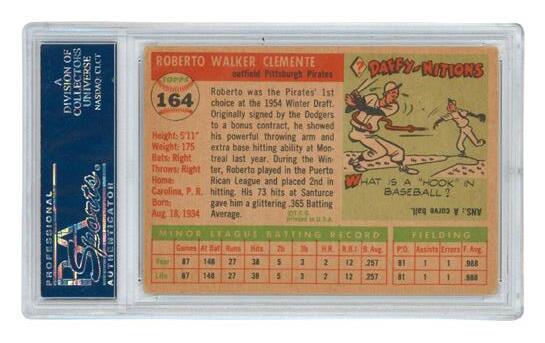 A
DIVISION OF
COLLECTORS
UNIVERSE
NASDAQ: CLCT
PSA
Sports
PROFESSIONAL
AUTHENTICATOR
ROBERTO WALKER CLEMENTE
outfield Pittsburgh Pirates
TOPPS
164
Height: 5'11"
Weight: 175
Bats: Right
Throws: Right
Home:
Carolina, P. R.
Born:
Aug. 18, 1934
Roberto was the Pirates' 1st
choice at the 1954 Winter Draft.
Originally signed by the Dodgers
to a bonus contract, he showed
his powerful throwing arm and
extra base hitting ability at Mont-
real last year. During the Win-
ter, Roberto played in the Puerto
Rican League and placed 2nd in
hitting. His 73 hits at Santurce
gave him a glittering .365 Batting
Average.
©T.C.G.
PRINTED IN U.S.A.
?
DAFFY-NITIONS
WHAT IS A "HOOK" IN
BASEBALL?
ANS. A curve ball.
MINOR LEAGUE BATTING RECORD
FIELDING
Games At Bat Runs Hits 2b 3b H.R. R.B.I. B. Avg. P.O. Assists Errors F. Avg.
Year 87 148 27 38 5 3 2 12 .257 81 1 1 .988
Life 87 148 27 38 5 3 2 12 .257 81 1 1 .988